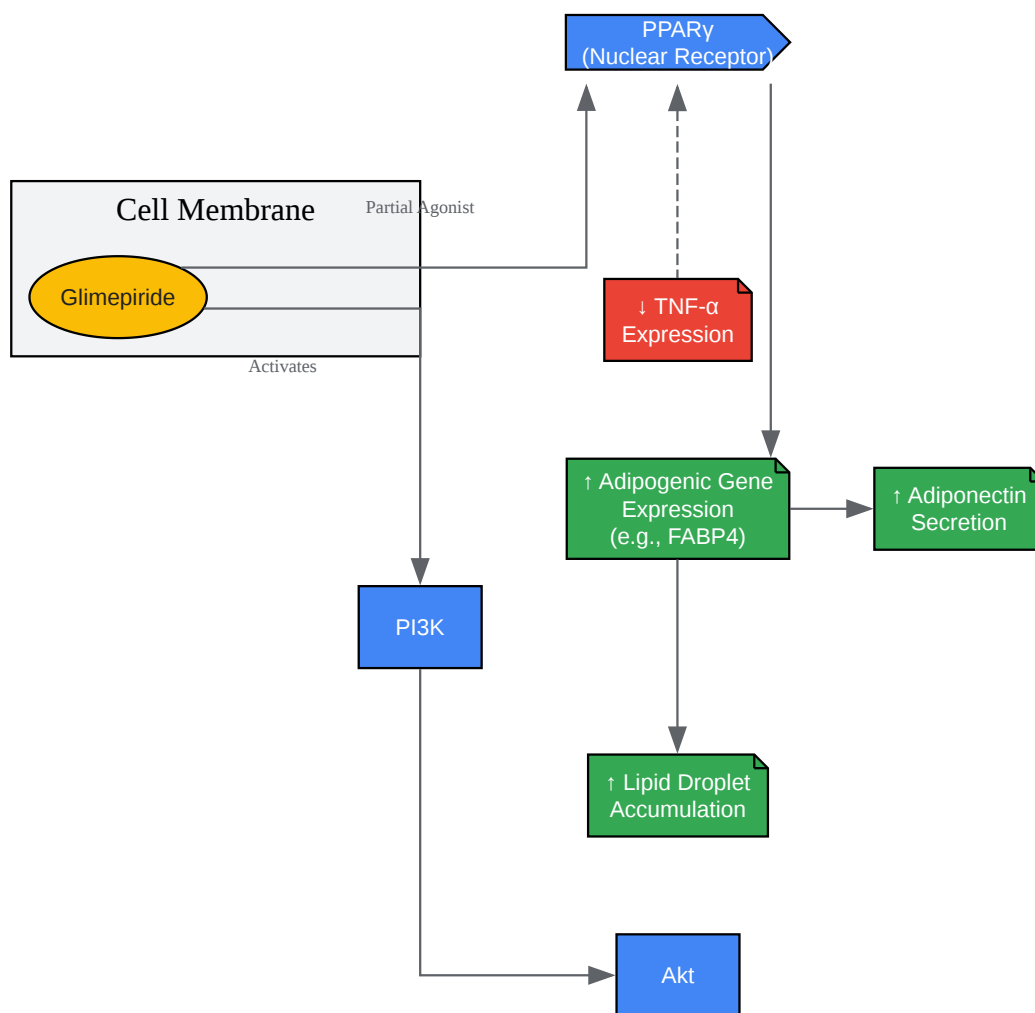 PPARγ
(Nuclear Receptor)
Cell Membrane
Partial Agonist
Glimepiride
↓ TNF-α
Expression
Activates
↑ Adipogenic Gene
Expression
(e.g., FABP4)
↑ Adiponectin
Secretion
PI3K
↑ Lipid Droplet
Accumulation
Akt